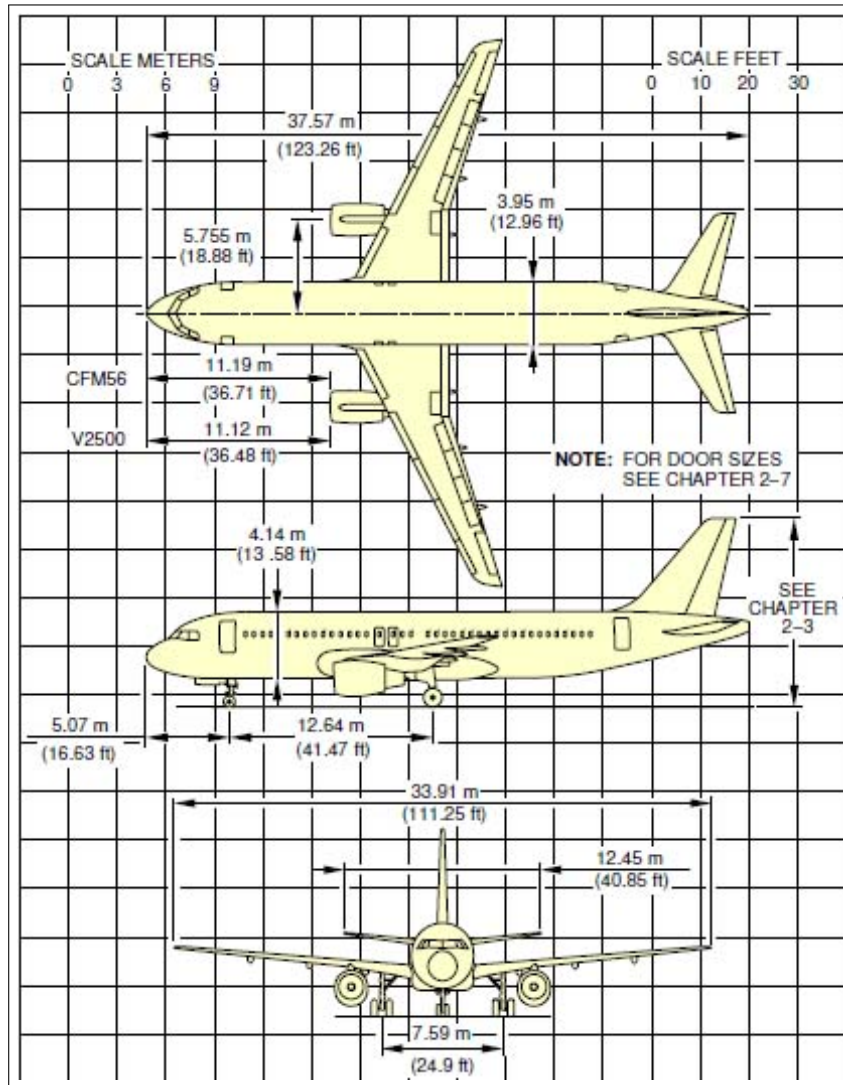 SCALE METERS
0 3 6 9
SCALE FEET
0 10 20 30
37.57 m
(123.26 ft)
3.95 m
(12.96 ft)
5.755 m
(18.88 ft)
CFM56
11.19 m
(36.71 ft)
V2500
11.12 m
(36.48 ft)
NOTE: FOR DOOR SIZES
SEE CHAPTER 2–7
4.14 m
(13 .58 ft)
SEE
CHAPTER
2–3
5.07 m
(16.63 ft)
12.64 m
(41.47 ft)
33.91 m
(111.25 ft)
12.45 m
(40.85 ft)
7.59 m
(24.9 ft)